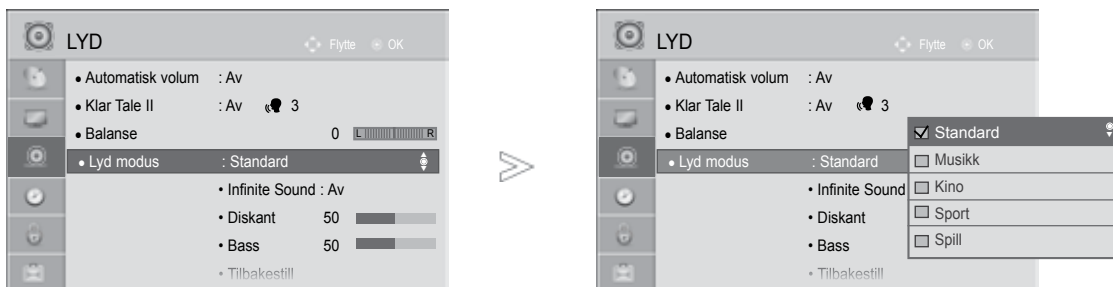 LYD Flytte OK
• Automatisk volum : Av
• Klar Tale II : Av 3
• Balanse 0 L R
• Lyd modus : Standard
• Infinite Sound : Av
• Diskant 50
• Bass 50
• Tilbakestill
>
LYD Flytte OK
• Automatisk volum : Av
• Klar Tale II : Av 3
• Balanse
• Lyd modus : Standard
• Infinite Sound
• Diskant
• Bass
• Tilbakestill
Standard
Musikk
Kino
Sport
Spill